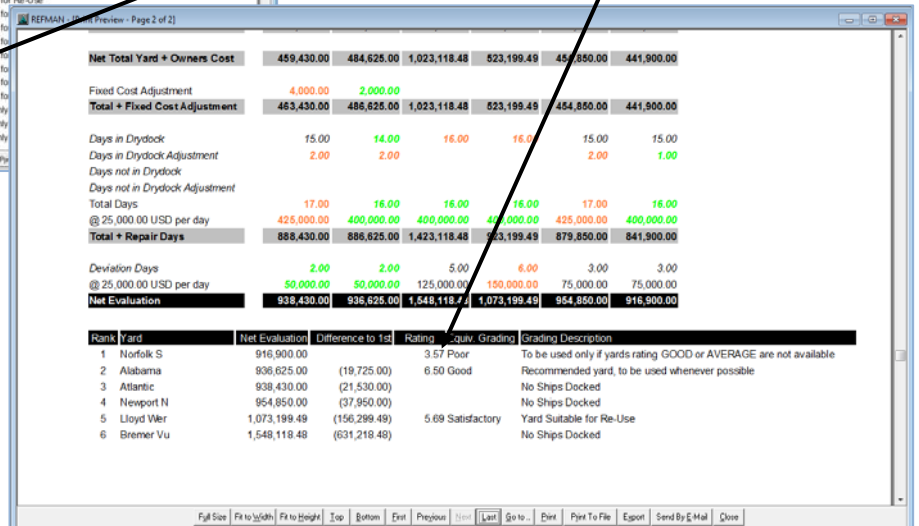 REFMAN - [Print Preview - Page 2 of 2]
Net Total Yard + Owners Cost 459,430.00 484,625.00 1,023,118.48 523,199.49 454,850.00 441,900.00
Fixed Cost Adjustment 4,000.00 2,000.00
Total + Fixed Cost Adjustment 463,430.00 486,625.00 1,023,118.48 523,199.49 454,850.00 441,900.00
Days in Drydock 15.00 14.00 16.00 16.00 15.00 15.00
Days in Drydock Adjustment 2.00 2.00 2.00 1.00
Days not in Drydock
Days not in Drydock Adjustment
Total Days 17.00 16.00 16.00 16.00 17.00 16.00
@ 25,000.00 USD per day 425,000.00 400,000.00 400,000.00 400,000.00 425,000.00 400,000.00
Total + Repair Days 888,430.00 886,625.00 1,423,118.48 923,199.49 879,850.00 841,900.00
Deviation Days 2.00 2.00 5.00 6.00 3.00 3.00
@ 25,000.00 USD per day 50,000.00 50,000.00 125,000.00 150,000.00 75,000.00 75,000.00
Net Evaluation 938,430.00 936,625.00 1,548,118.48 1,073,199.49 954,850.00 916,900.00
Rank Yard Net Evaluation Difference to 1st Rating Equiv. Grading Grading Description
1 Norfolk S 916,900.00 3.57 Poor To be used only if yards rating GOOD or AVERAGE are not available
2 Alabama 936,625.00 (19,725.00) 6.50 Good Recommended yard, to be used whenever possible
3 Atlantic 938,430.00 (21,530.00) No Ships Docked
4 Newport N 954,850.00 (37,950.00) No Ships Docked
5 Lloyd Wer 1,073,199.49 (156,299.49) 5.69 Satisfactory Yard Suitable for Re-Use
6 Bremer Vu 1,548,118.48 (631,218.48) No Ships Docked
Full Size Fit to Width Fit to Height Top Bottom First Previous Next Last Go to .. Print Print To File Export Send By E-Mail Close